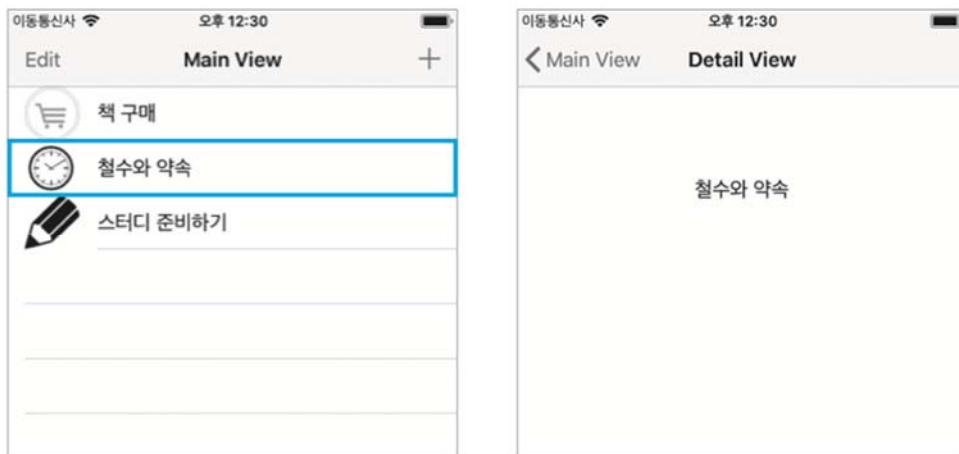 이동통신사 오후 12:30
Edit Main View +
책 구매
철수와 약속
스터디 준비하기
이동통신사 오후 12:30
Main View Detail View
철수와 약속